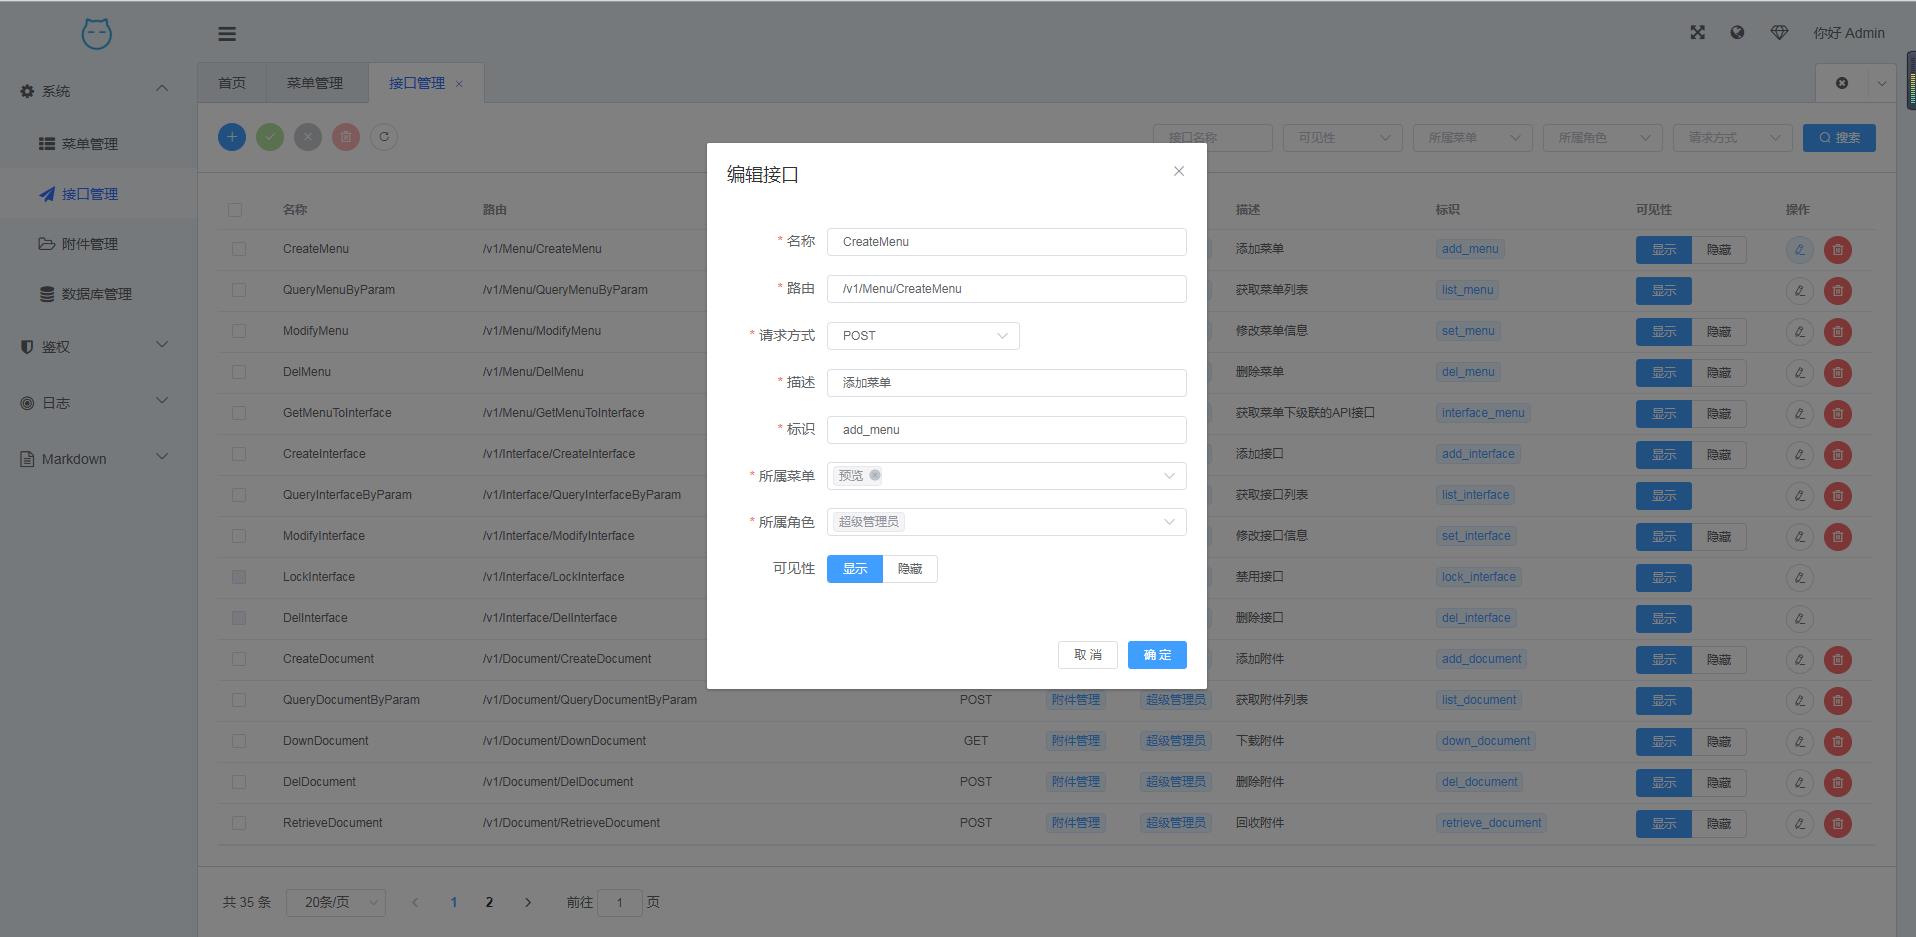 你好 Admin
首页 菜单管理 接口管理
系统
菜单管理
接口管理
附件管理
数据库管理
鉴权
日志
Markdown
接口名称 可见性 所属菜单 所属角色 请求方式 搜索
名称 路由 描述 标识 可见性 操作
CreateMenu /v1/Menu/CreateMenu 添加菜单 add_menu 显示 隐藏
QueryMenuByParam /v1/Menu/QueryMenuByParam 获取菜单列表 list_menu 显示
ModifyMenu /v1/Menu/ModifyMenu 修改菜单信息 set_menu 显示 隐藏
DelMenu /v1/Menu/DelMenu 删除菜单 del_menu 显示 隐藏
GetMenuToInterface /v1/Menu/GetMenuToInterface 获取菜单下级联的API接口 interface_menu 显示 隐藏
CreateInterface /v1/Interface/CreateInterface 添加接口 add_interface 显示 隐藏
QueryInterfaceByParam /v1/Interface/QueryInterfaceByParam 获取接口列表 list_interface 显示
ModifyInterface /v1/Interface/ModifyInterface 修改接口信息 set_interface 显示 隐藏
LockInterface /v1/Interface/LockInterface 禁用接口 lock_interface 显示
DelInterface /v1/Interface/DelInterface 删除接口 del_interface 显示
CreateDocument /v1/Document/CreateDocument 添加附件 add_document 显示 隐藏
QueryDocumentByParam /v1/Document/QueryDocumentByParam POST 附件管理 超级管理员 获取附件列表 list_document 显示
DownDocument /v1/Document/DownDocument GET 附件管理 超级管理员 下载附件 down_document 显示 隐藏
DelDocument /v1/Document/DelDocument POST 附件管理 超级管理员 删除附件 del_document 显示 隐藏
RetrieveDocument /v1/Document/RetrieveDocument POST 附件管理 超级管理员 回收附件 retrieve_document 显示 隐藏
共 35 条 20条/页 1 2 前往 1 页
编辑接口
* 名称 CreateMenu
* 路由 /v1/Menu/CreateMenu
* 请求方式 POST
* 描述 添加菜单
* 标识 add_menu
* 所属菜单 预览
* 所属角色 超级管理员
可见性 显示 隐藏
取 消 确 定